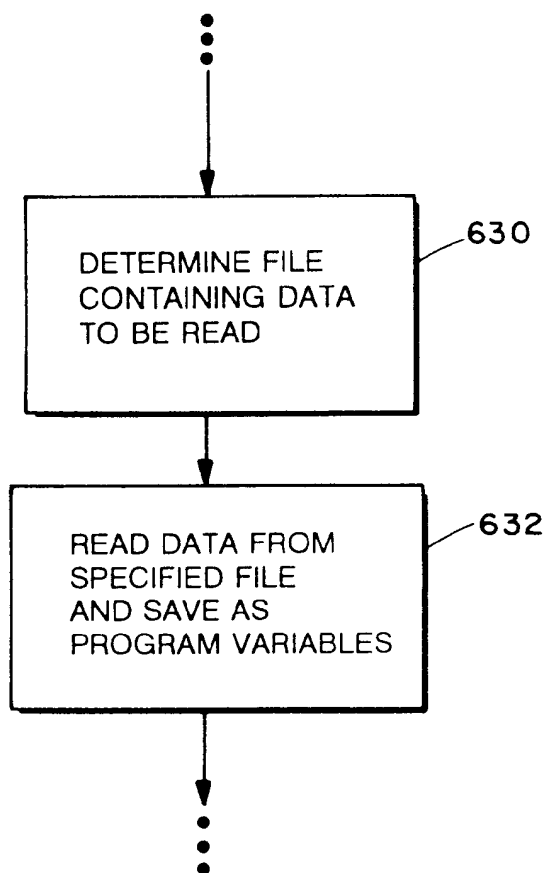 DETERMINE FILE
CONTAINING DATA
TO BE READ
630
READ DATA FROM
SPECIFIED FILE
AND SAVE AS
PROGRAM VARIABLES
632